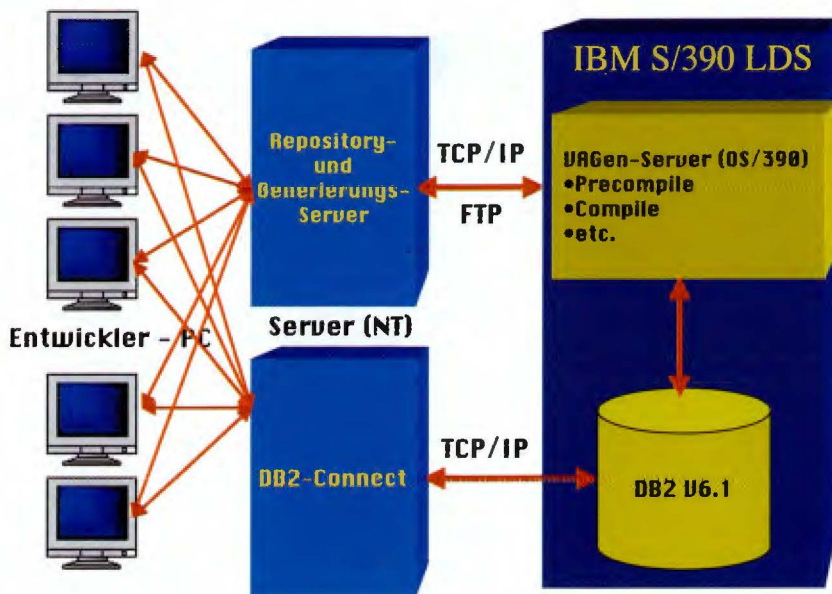 IBM S/390 LDS
Repository-
und
Generierungs-
Server
TCP/IP
FTP
VAGen-Server (OS/390)
•Precompile
•Compile
•etc.
Entwickler - PC
Server (NT)
DB2-Connect
TCP/IP
DB2 V6.1